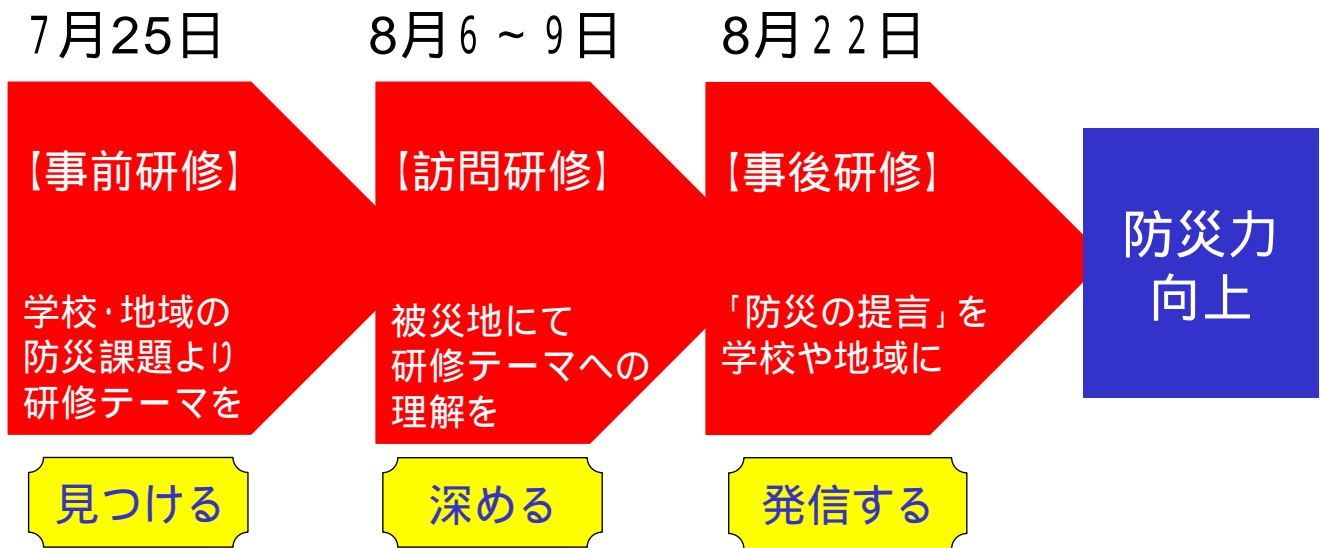 7月25日
8月6～9日
8月22日
【事前研修】
学校・地域の
防災課題より
研修テーマを
見つける
【訪問研修】
被災地にて
研修テーマへの
理解を
深める
【事後研修】
「防災の提言」を
学校や地域に
発信する
防災力
向上